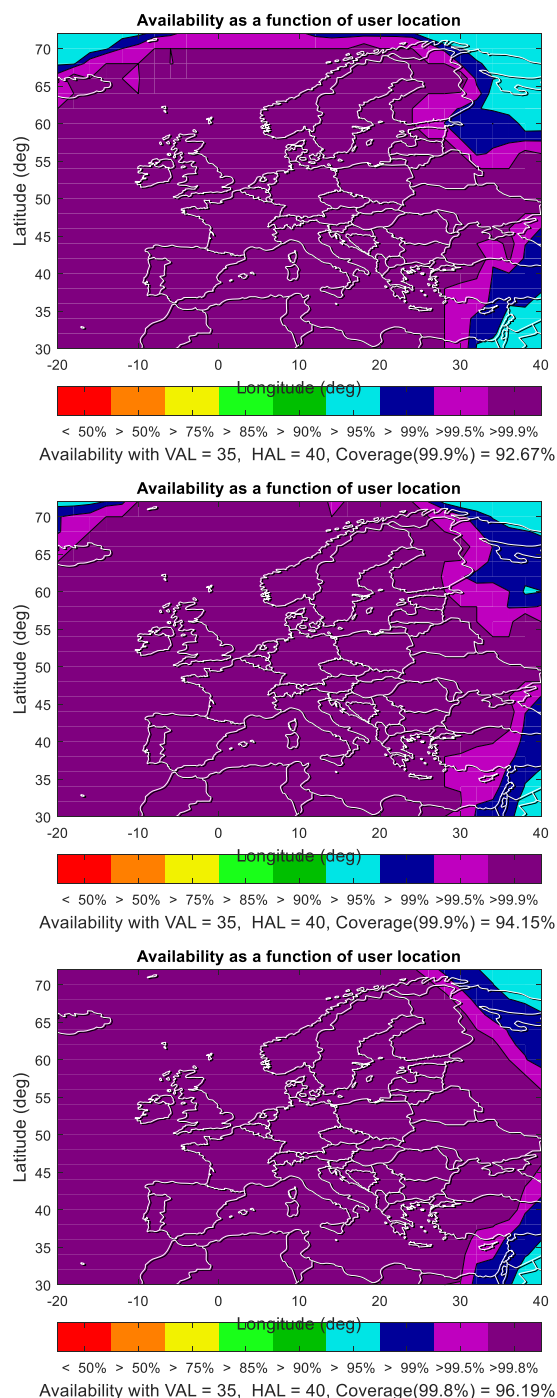 Availability as a function of user location
70
65
60
55
50
45
40
35
30
Latitude (deg)
-20 -10 0 10 20 30 40
Longitude (deg)
< 50% > 50% > 75% > 85% > 90% > 95% > 99% >99.5% >99.9%
Availability with VAL = 35, HAL = 40, Coverage(99.9%) = 92.67%
Availability as a function of user location
70
65
60
55
50
45
40
35
30
Latitude (deg)
-20 -10 0 10 20 30 40
Longitude (deg)
< 50% > 50% > 75% > 85% > 90% > 95% > 99% >99.5% >99.9%
Availability with VAL = 35, HAL = 40, Coverage(99.9%) = 94.15%
Availability as a function of user location
70
65
60
55
50
45
40
35
30
Latitude (deg)
-20 -10 0 10 20 30 40
Longitude (deg)
< 50% > 50% > 75% > 85% > 90% > 95% > 99% >99.5% >99.8%
Availability with VAL = 35, HAL = 40, Coverage(99.8%) = 96.19%